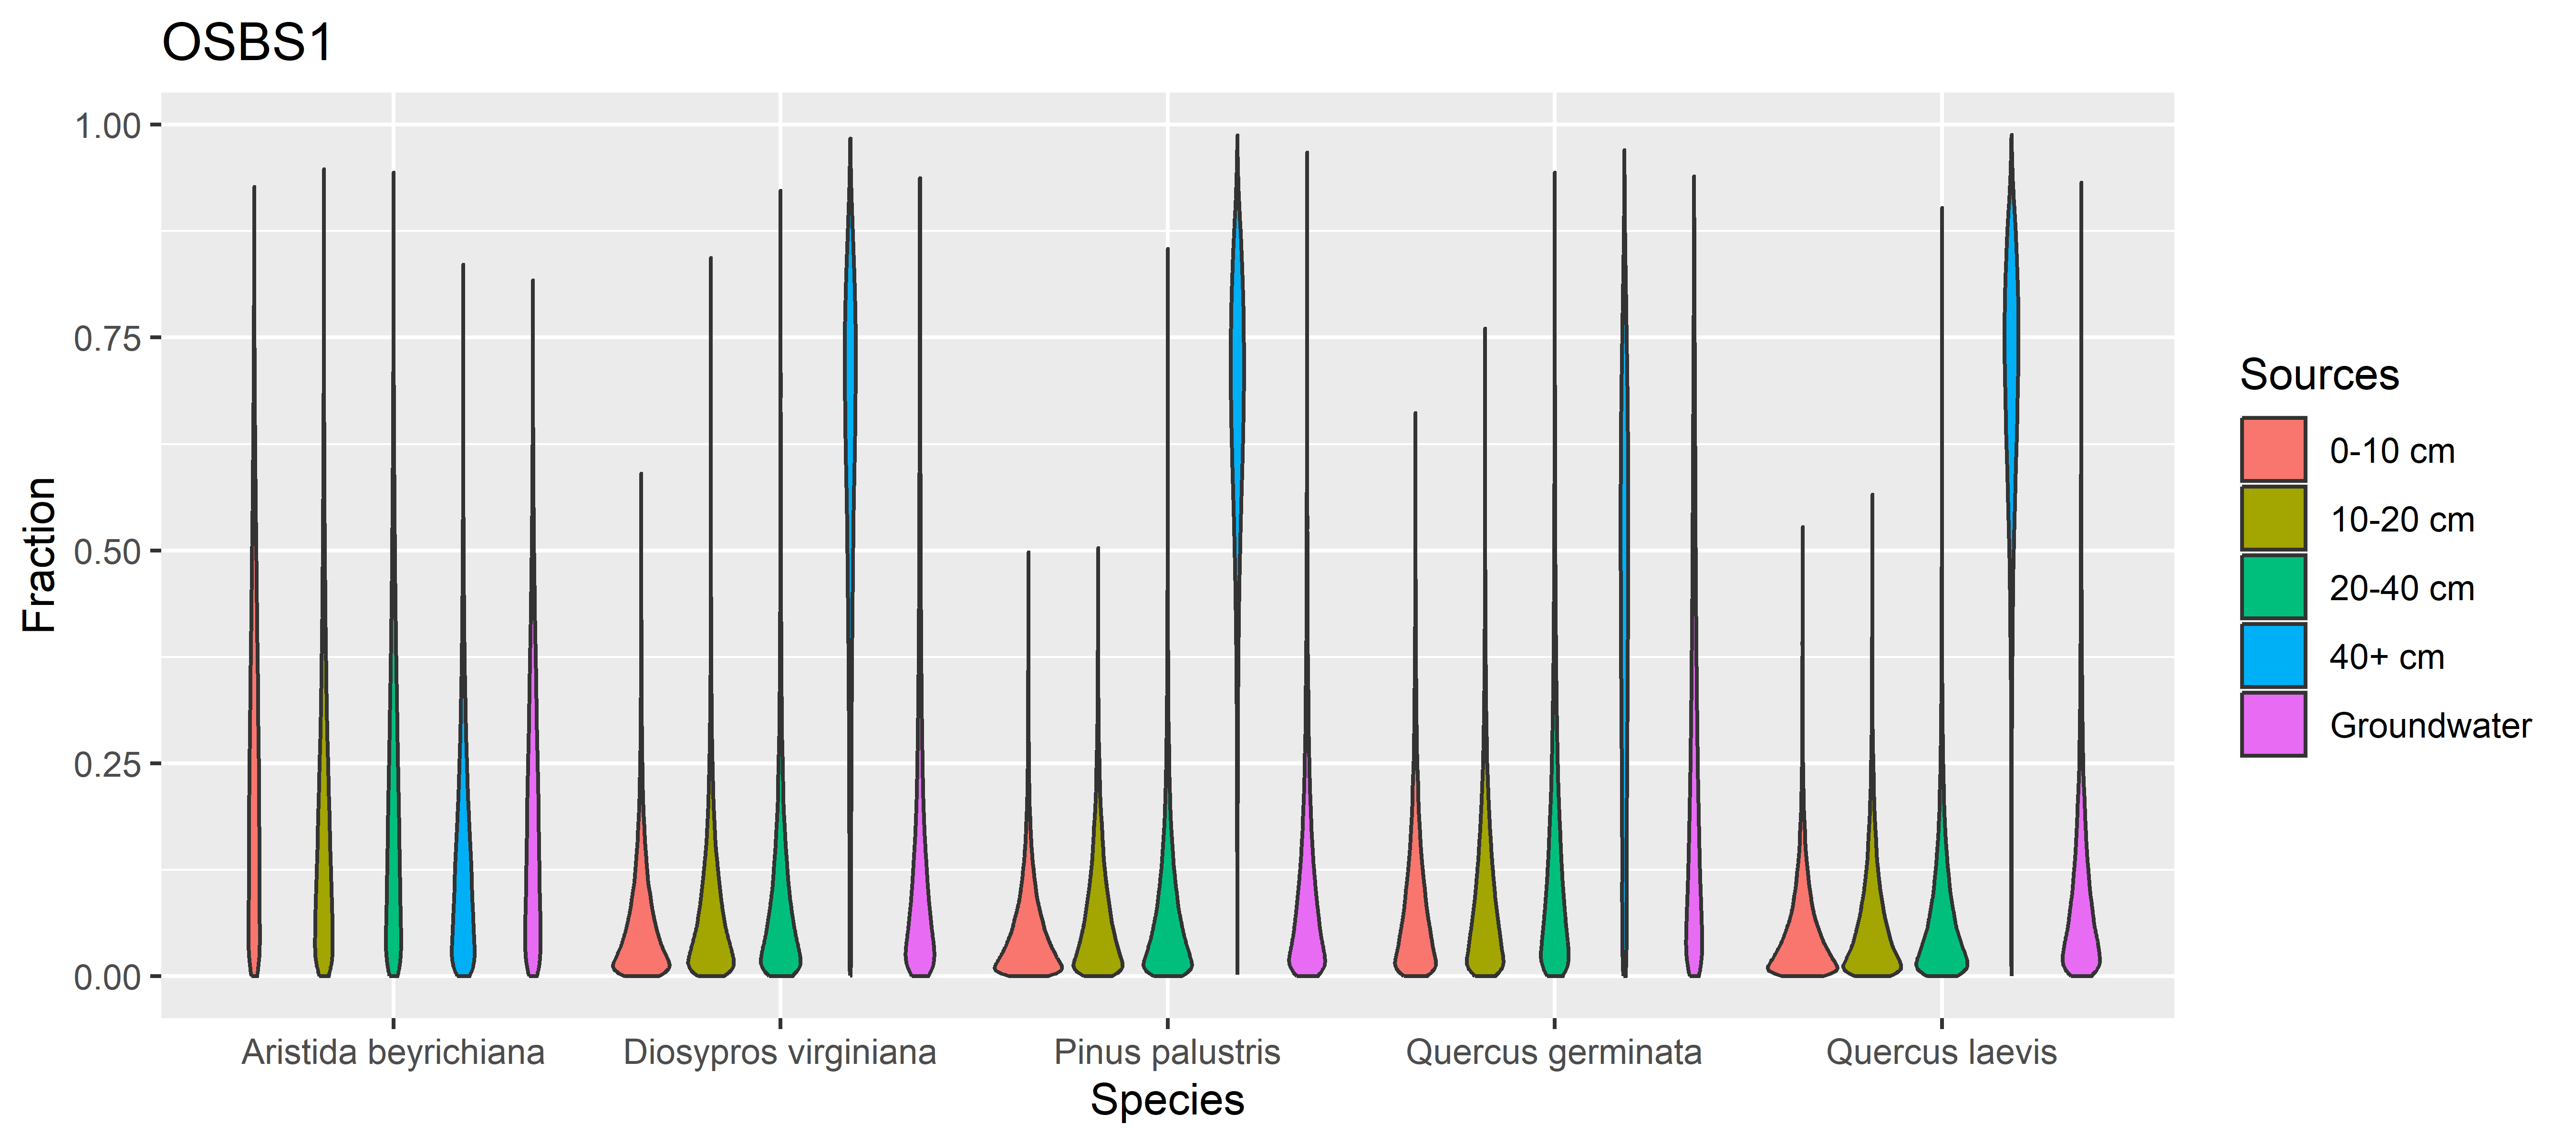 OSBS1
1.00
0.75
0.50
0.25
0.00
Fraction
Aristida beyrichiana
Diosypros virginiana
Pinus palustris
Quercus germinata
Quercus laevis
Species
Sources
0-10 cm
10-20 cm
20-40 cm
40+ cm
Groundwater